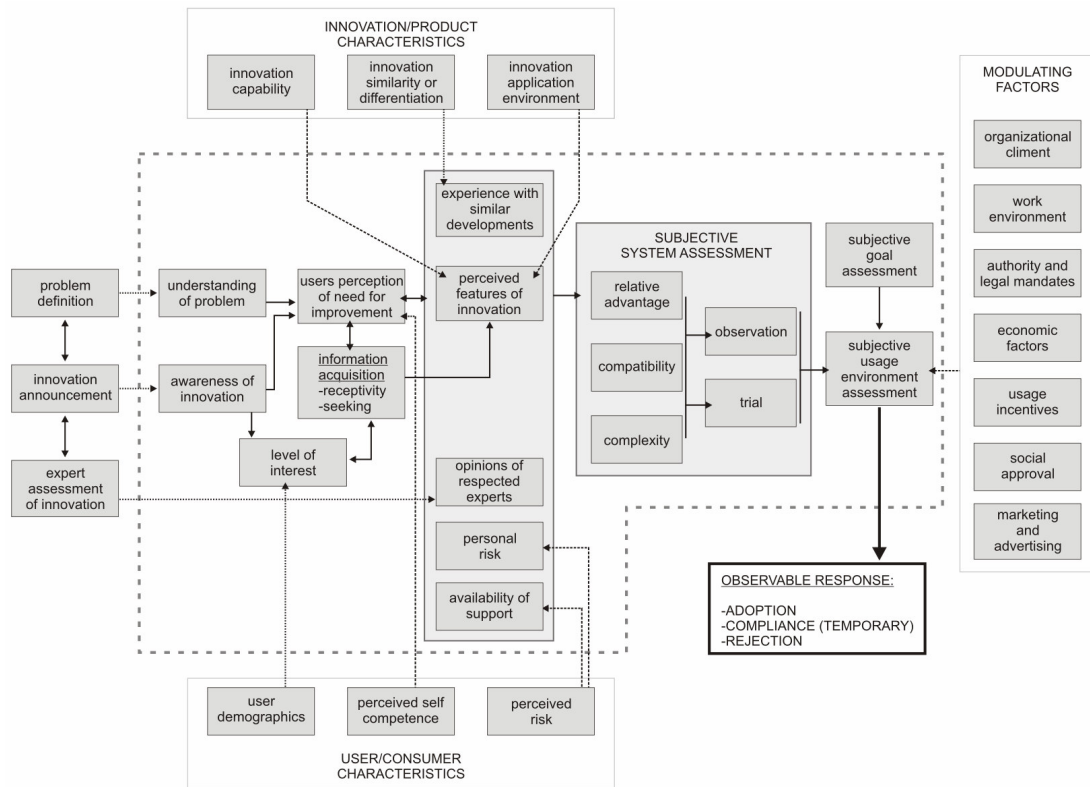 INNOVATION/PRODUCT
CHARACTERISTICS
innovation
capability
innovation
similarity or
differentiation
innovation
application
environment
MODULATING
FACTORS
organizational
climent
work
environment
authority and
legal mandates
economic
factors
usage
incentives
social
approval
marketing
and
advertising
problem
definition
innovation
announcement
expert
assessment
of innovation
understanding
of problem
awareness of
innovation
users perception
of need for
improvement
information
acquisition
-receptivity
-seeking
level of
interest
experience with
similar
developments
perceived
features of
innovation
opinions of
respected
experts
personal
risk
availability of
support
SUBJECTIVE
SYSTEM ASSESSMENT
relative
advantage
compatibility
complexity
observation
trial
subjective
goal
assessment
subjective
usage
environment
assessment
OBSERVABLE RESPONSE:
-ADOPTION
-COMPLIANCE (TEMPORARY)
-REJECTION
user
demographics
perceived self
competence
perceived
risk
USER/CONSUMER
CHARACTERISTICS